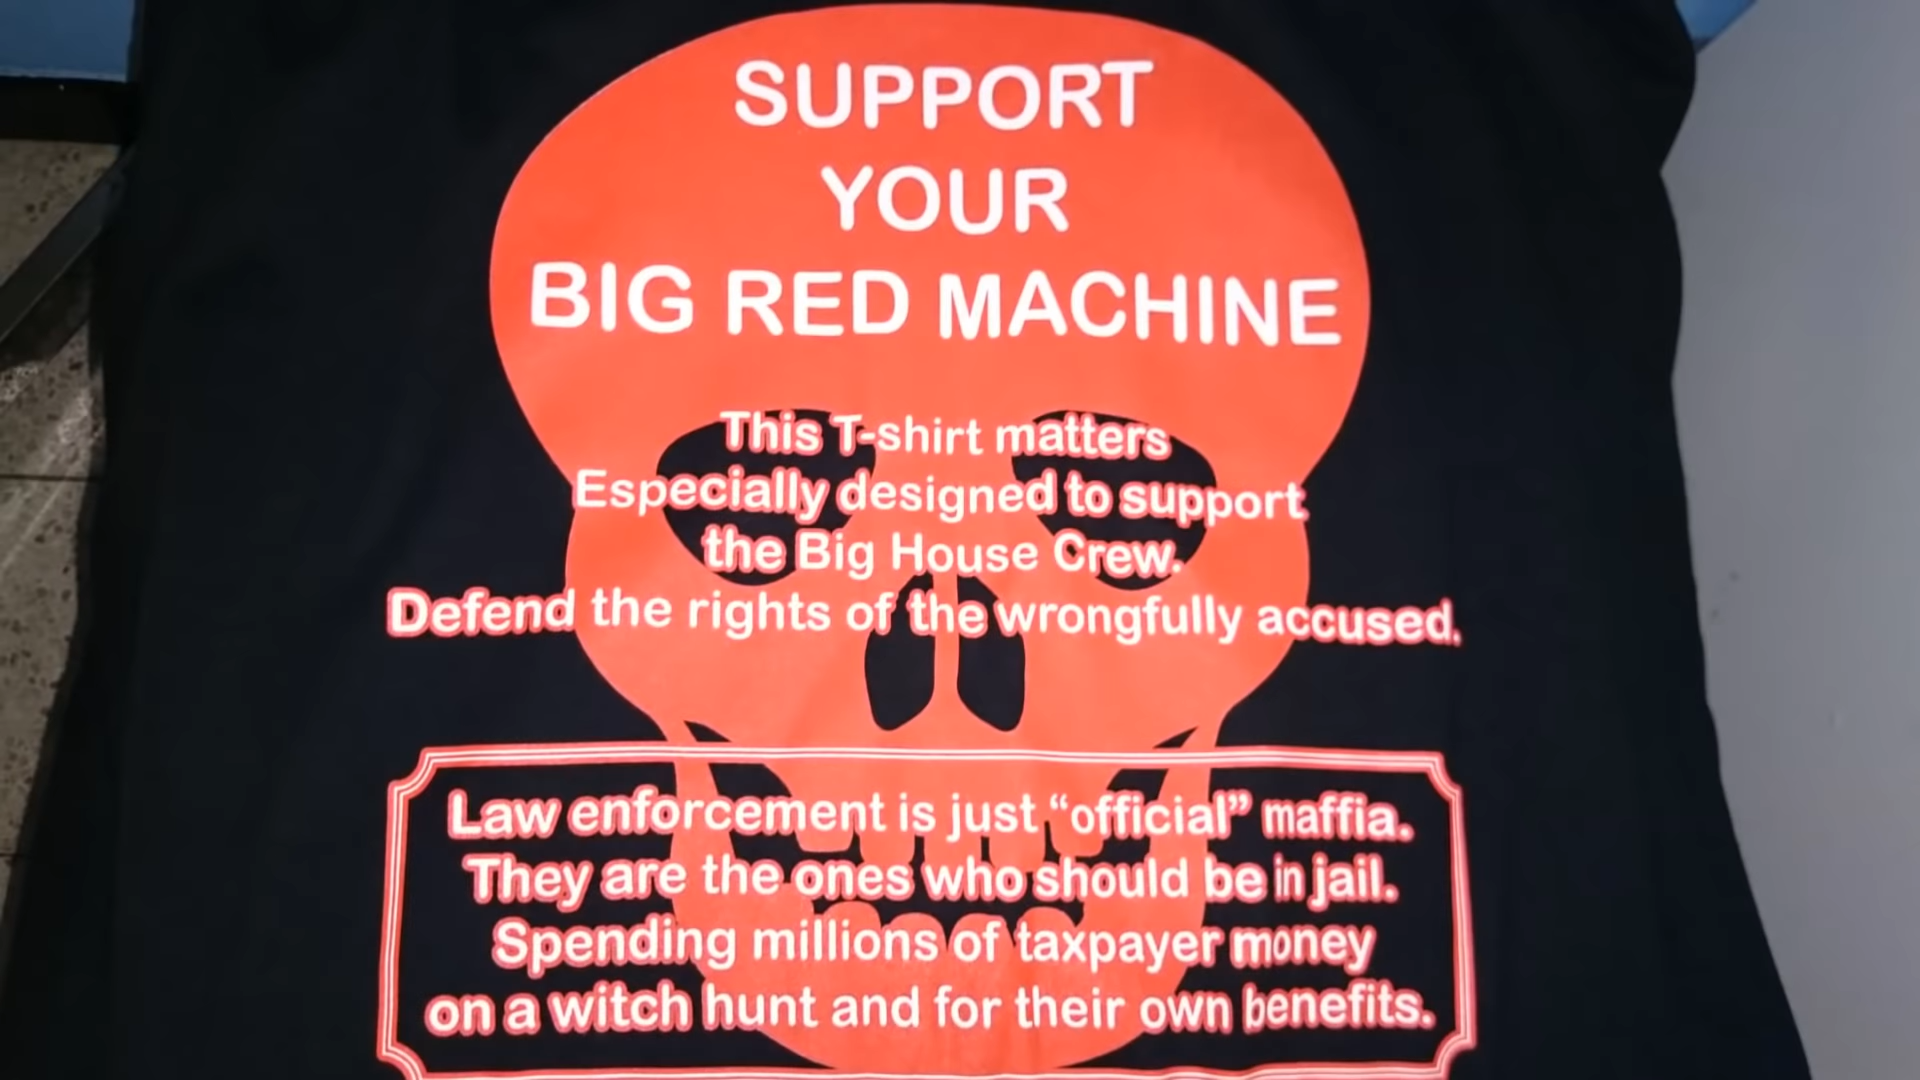 SUPPORT
YOUR
BIG RED MACHINE
This T-shirt matters
Especially designed to support
the Big House Crew.
Defend the rights of the wrongfully accused.
Law enforcement is just “official” maffia.
They are the ones who should be in jail.
Spending millions of taxpayer money
on a witch hunt and for their own benefits.